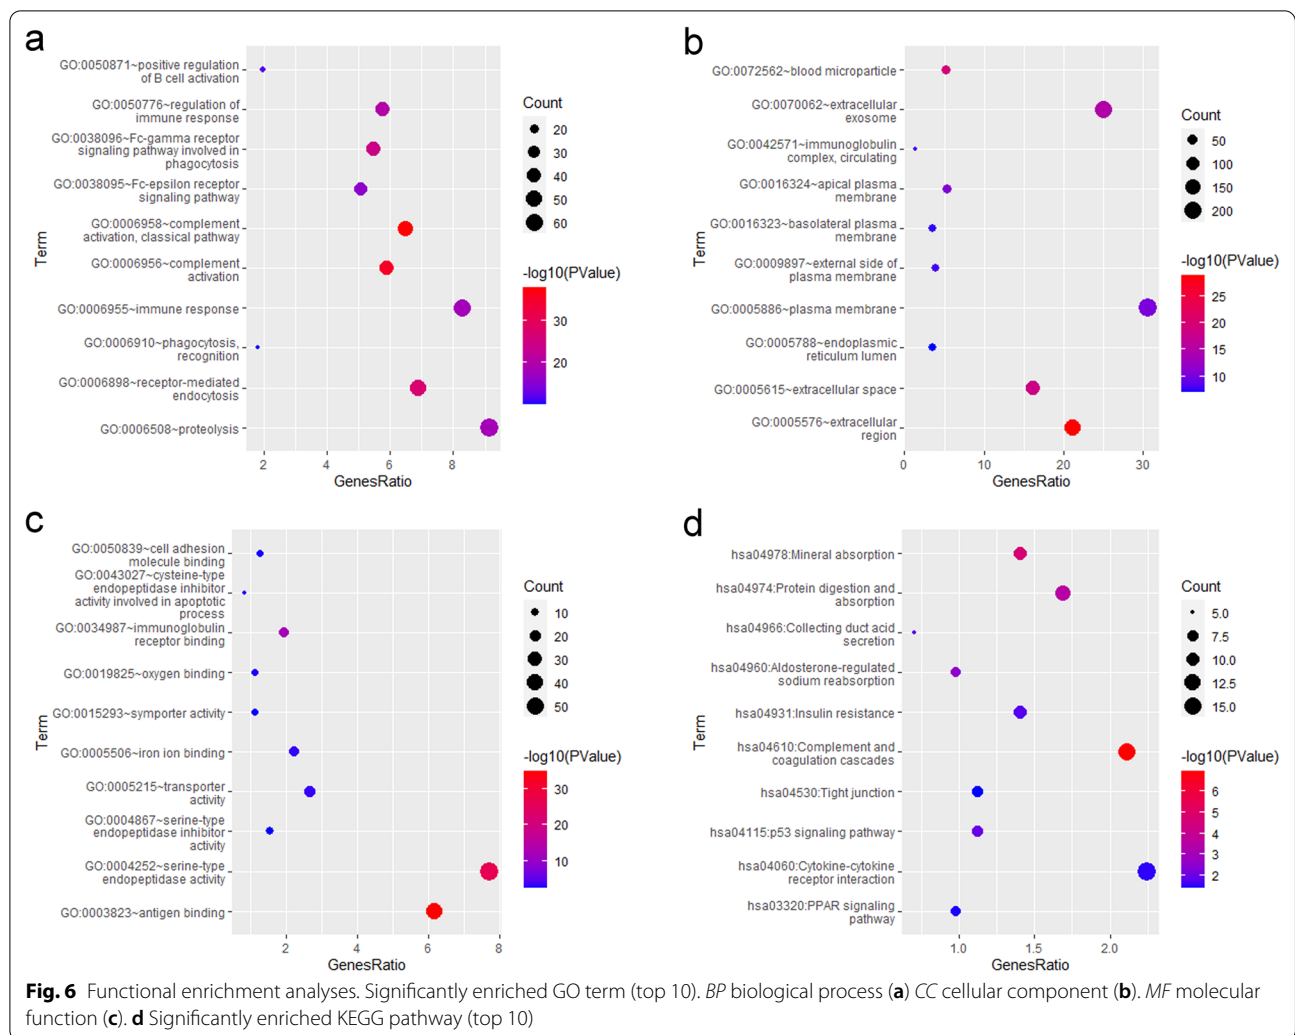 a
GO:0050871~positive regulation
of B cell activation
GO:0050776~regulation of
immune response
GO:0038096~Fc-gamma receptor
signaling pathway involved in
phagocytosis
GO:0038095~Fc-epsilon receptor
signaling pathway
GO:0006958~complement
activation, classical pathway
GO:0006956~complement
activation
GO:0006955~immune response
GO:0006910~phagocytosis,
recognition
GO:0006898~receptor-mediated
endocytosis
GO:0006508~proteolysis
Term
2 4 6 8
GenesRatio
Count
20
30
40
50
60
-log10(PValue)
30
20
b
GO:0072562~blood microparticle
GO:0070062~extracellular
exosome
GO:0042571~immunoglobulin
complex, circulating
GO:0016324~apical plasma
membrane
GO:0016323~basolateral plasma
membrane
GO:0009897~external side of
plasma membrane
GO:0005886~plasma membrane
GO:0005788~endoplasmic
reticulum lumen
GO:0005615~extracellular space
GO:0005576~extracellular
region
Term
0 10 20 30
GenesRatio
Count
50
100
150
200
-log10(PValue)
25
20
15
10
c
GO:0050839~cell adhesion
molecule binding
GO:0043027~cysteine-type
endopeptidase inhibitor
activity involved in apoptotic
process
GO:0034987~immunoglobulin
receptor binding
GO:0019825~oxygen binding
GO:0015293~symporter activity
GO:0005506~iron ion binding
GO:0005215~transporter
activity
GO:0004867~serine-type
endopeptidase inhibitor
activity
GO:0004252~serine-type
endopeptidase activity
GO:0003823~antigen binding
Term
2 4 6 8
GenesRatio
Count
10
20
30
40
50
-log10(PValue)
30
20
10
d
hsa04978:Mineral absorption
hsa04974:Protein digestion and
absorption
hsa04966:Collecting duct acid
secretion
hsa04960:Aldosterone-regulated
sodium reabsorption
hsa04931:Insulin resistance
hsa04610:Complement and
coagulation cascades
hsa04530:Tight junction
hsa04115:p53 signaling pathway
hsa04060:Cytokine-cytokine
receptor interaction
hsa03320:PPAR signaling
pathway
Term
1.0 1.5 2.0
GenesRatio
Count
5.0
7.5
10.0
12.5
15.0
-log10(PValue)
6
5
4
3
2
Fig. 6 Functional enrichment analyses. Significantly enriched GO term (top 10). BP biological process (a) CC cellular component (b). MF molecular
function (c). d Significantly enriched KEGG pathway (top 10)